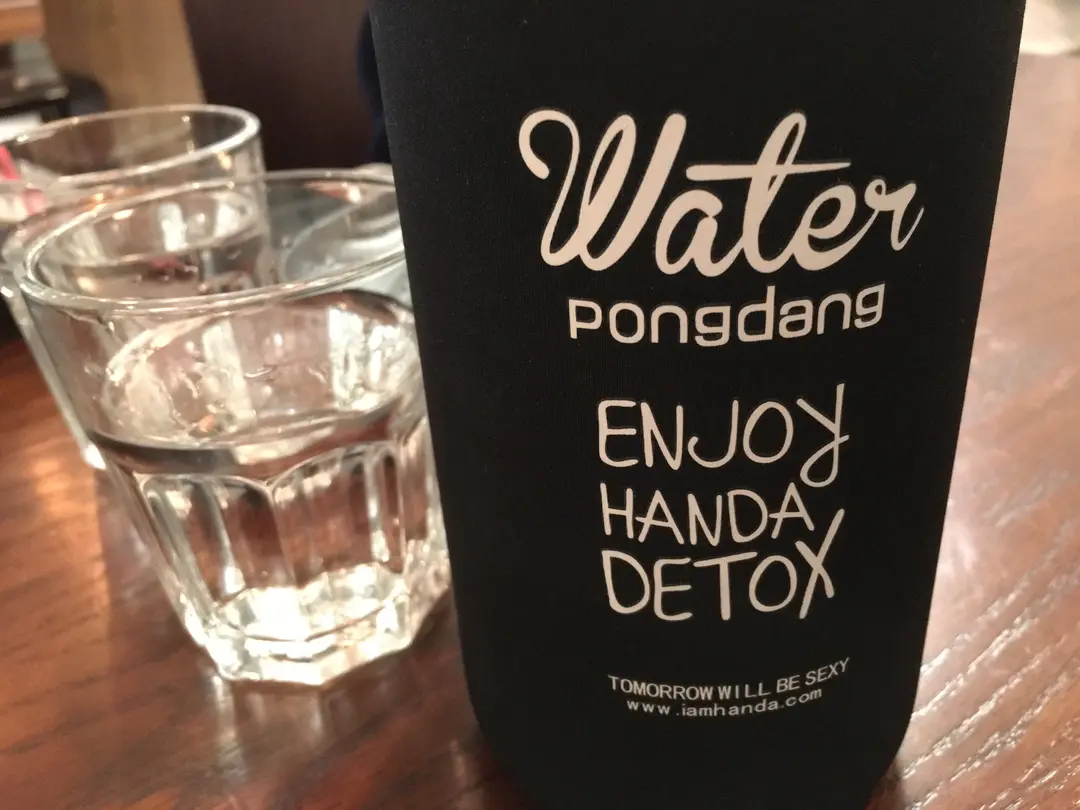 Water
pongdang
ENJOY
HANDA
DETOX
TOMORROW WILL BE SEXY
www.iamhanda.com